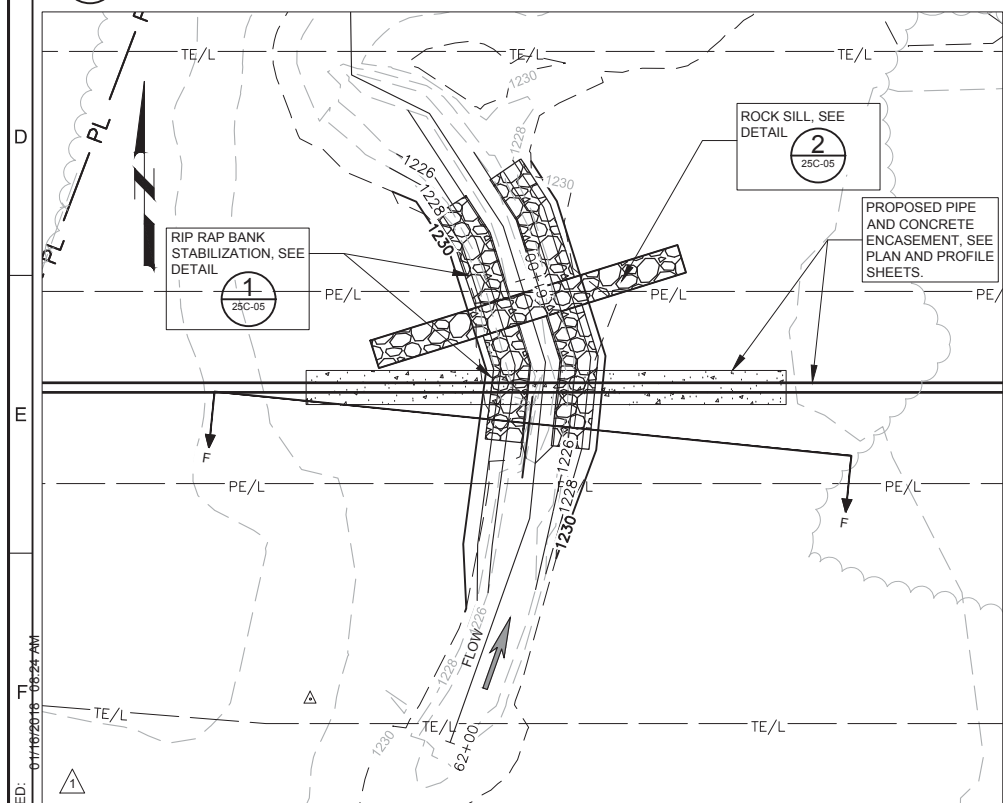 TE/L
TE/L
TE/L
PL
PL
PL
D
1230
1228
1230
ROCK SILL, SEE
DETAIL
2
25C-05
1226
1228
1230
PROPOSED PIPE
AND CONCRETE
ENCASEMENT, SEE
PLAN AND PROFILE
SHEETS.
RIP RAP BANK
STABILIZATION, SEE
DETAIL
1
25C-05
PE/L
PE/L
PE/
E
F
F
1226
1228
1230
PE/L
PE/L
1226
1228
1230
FLOW
62+00
F
TE/L
TE/L
TE/L
1
ED:
01/16/2018 08:24 AM